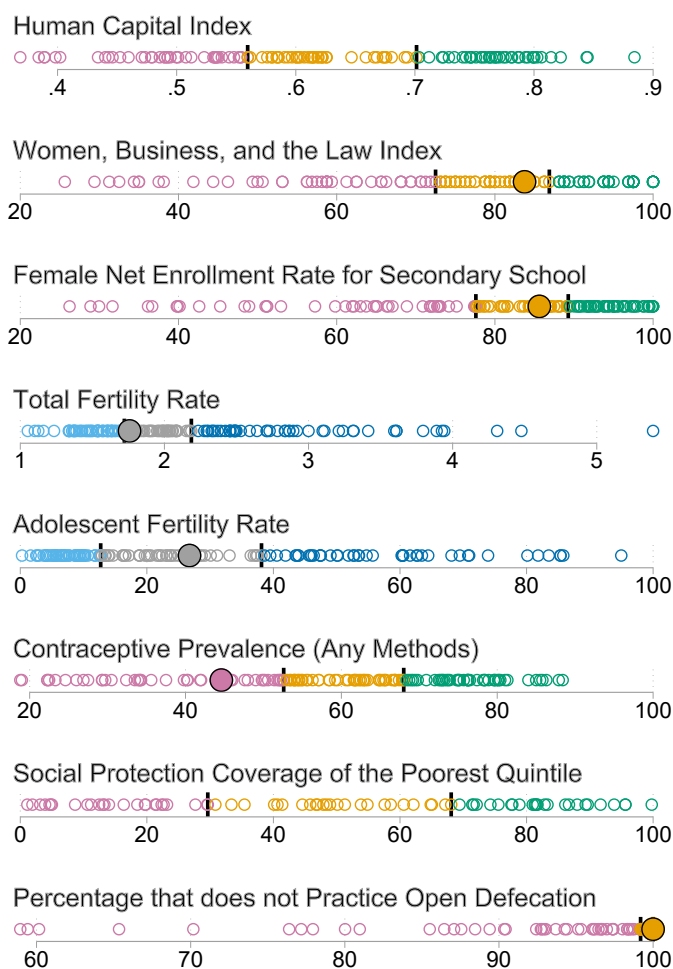 Human Capital Index
.4 .5 .6 .7 .8 .9
Women, Business, and the Law Index
20 40 60 80 100
Female Net Enrollment Rate for Secondary School
20 40 60 80 100
Total Fertility Rate
1 2 3 4 5
Adolescent Fertility Rate
0 20 40 60 80 100
Contraceptive Prevalence (Any Methods)
20 40 60 80 100
Social Protection Coverage of the Poorest Quintile
0 20 40 60 80 100
Percentage that does not Practice Open Defecation
60 70 80 90 100